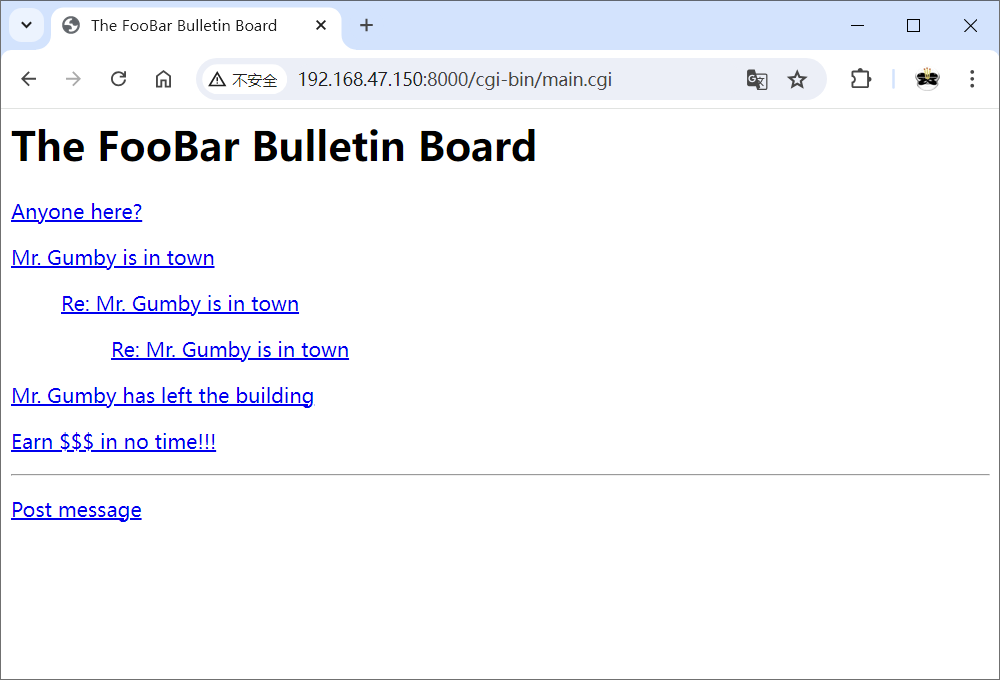 The FooBar Bulletin Board
不安全 192.168.47.150:8000/cgi-bin/main.cgi
The FooBar Bulletin Board
Anyone here?
Mr. Gumby is in town
Re: Mr. Gumby is in town
Re: Mr. Gumby is in town
Mr. Gumby has left the building
Earn $$$ in no time!!!
Post message